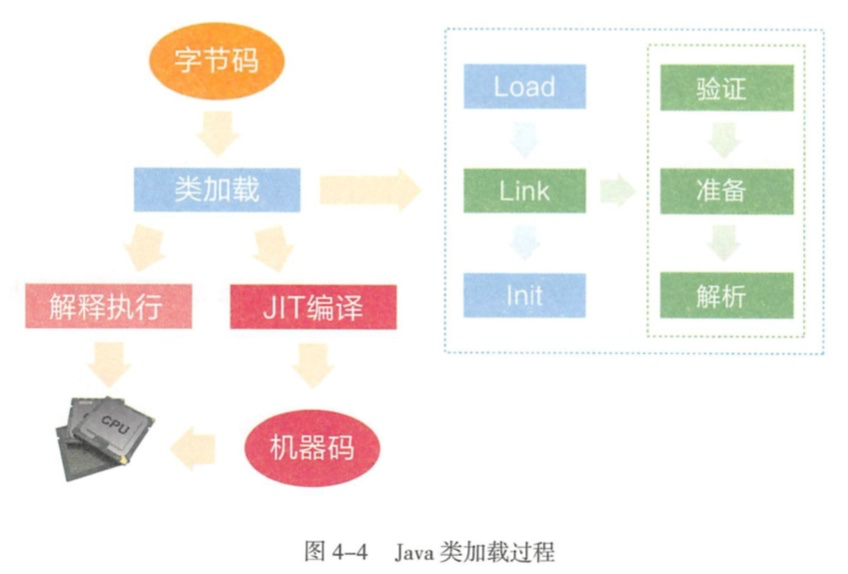 字节码
类加载
解释执行
JIT编译
CPU
机器码
Load
Link
Init
验证
准备
解析
图 4-4 Java 类加载过程